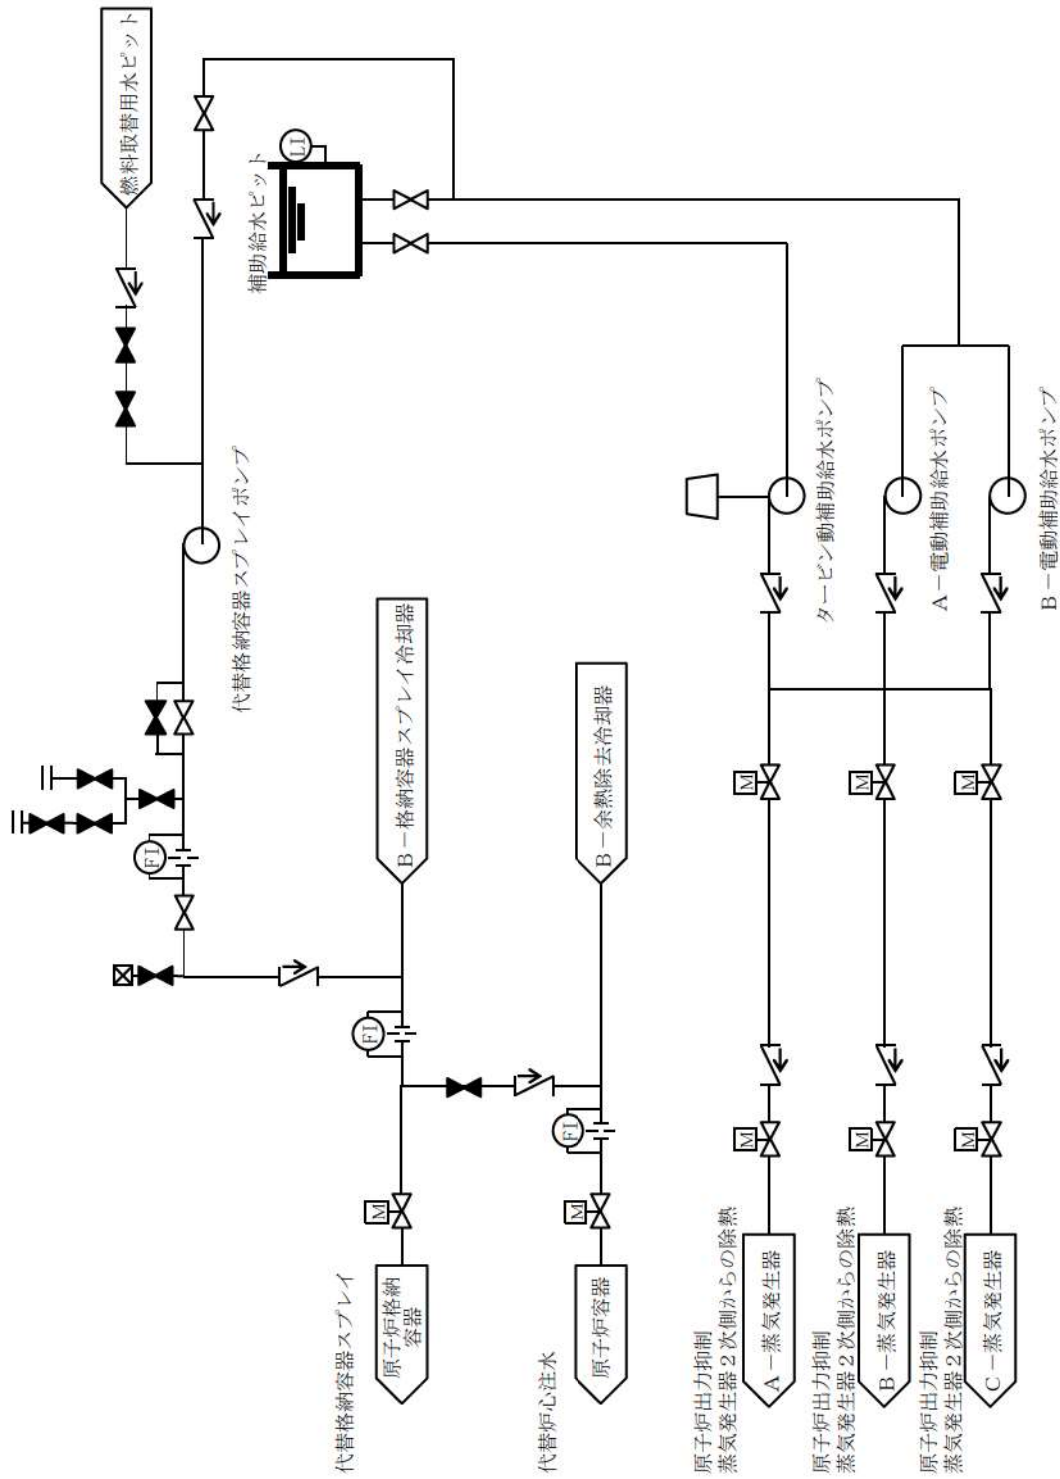 燃料取替用水ピット
補助給水ピット
LI
代替格納容器スプレイポンプ
FI
B－格納容器スプレイ冷却器
FI
B－余熱除去冷却器
FI
M
M
代替格納容器スプレイ
原子炉格納
容器
代替炉心注水
原子炉容器
タービン動補助給水ポンプ
A－電動補助給水ポンプ
B－電動補助給水ポンプ
M
M
M
M
M
M
原子炉出力抑制
蒸気発生器２次側からの除熱
A－蒸気発生器
原子炉出力抑制
蒸気発生器２次側からの除熱
B－蒸気発生器
原子炉出力抑制
蒸気発生器２次側からの除熱
C－蒸気発生器